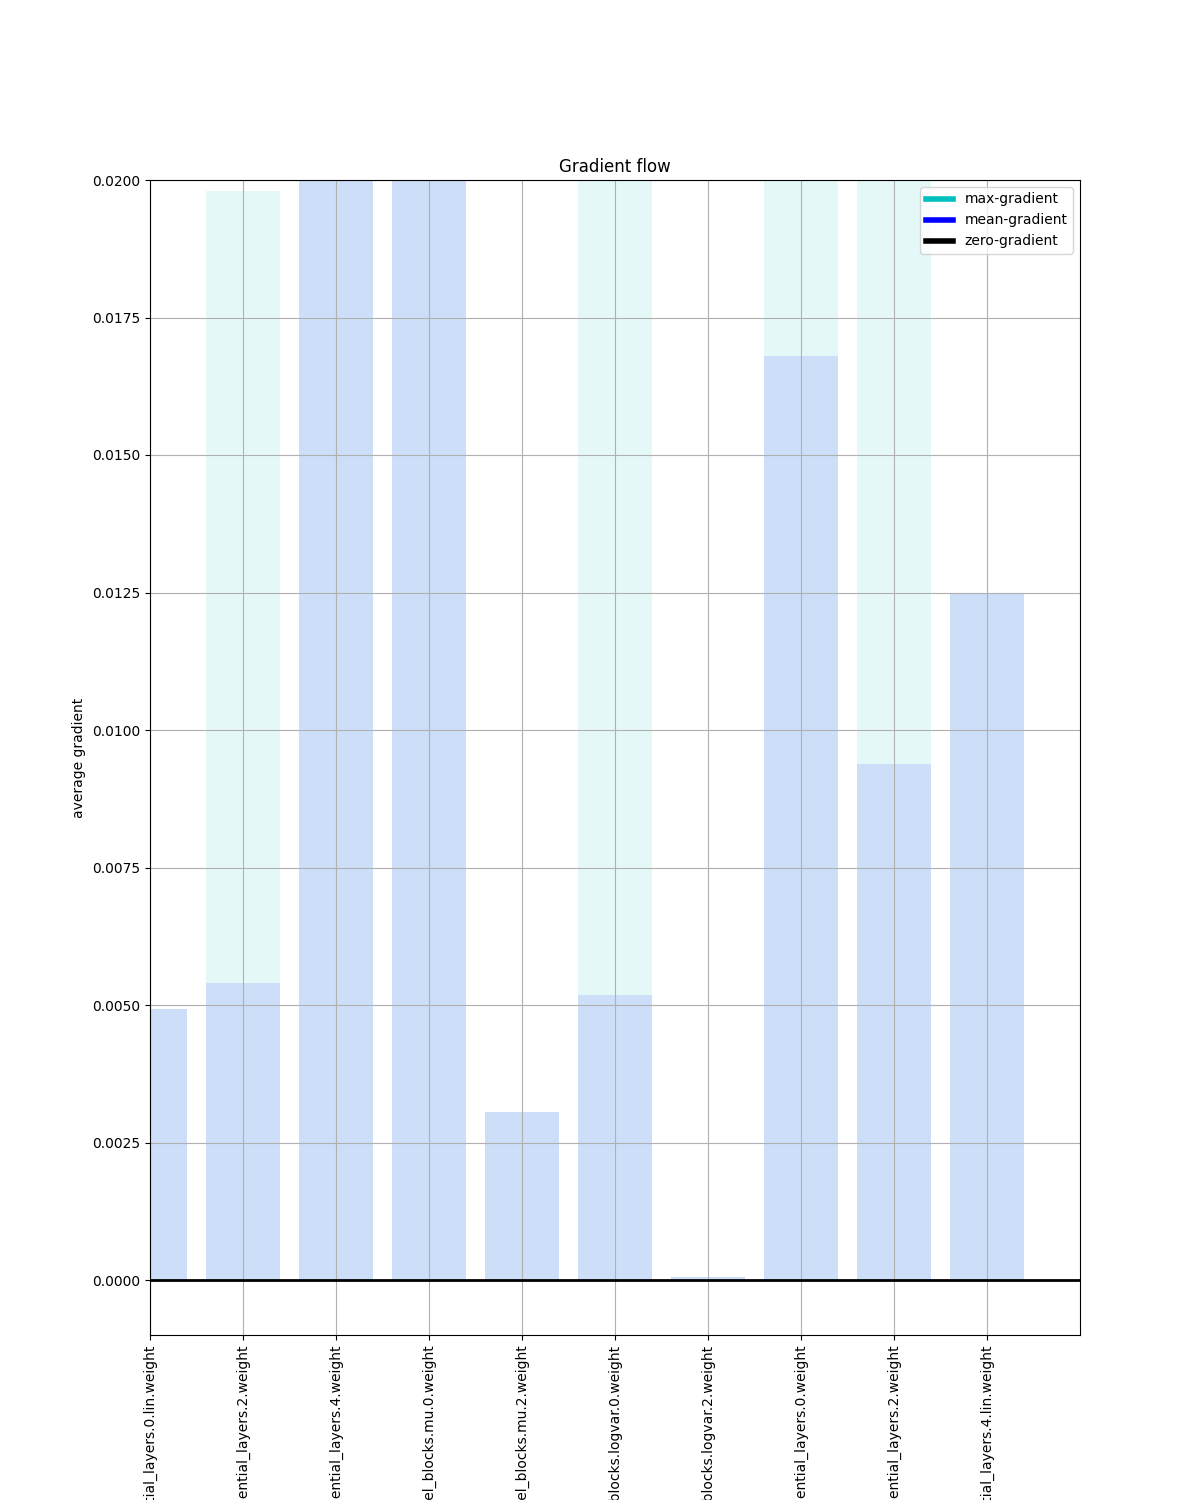 Gradient flow
max-gradient
mean-gradient
zero-gradient
0.0200
0.0175
0.0150
0.0125
0.0100
0.0075
0.0050
0.0025
0.0000
average gradient
tial_layers.0.lin.weight
ential_layers.2.weight
ential_layers.4.weight
el_blocks.mu.0.weight
el_blocks.mu.2.weight
blocks.logvar.0.weight
blocks.logvar.2.weight
ential_layers.0.weight
ential_layers.2.weight
tial_layers.4.lin.weight